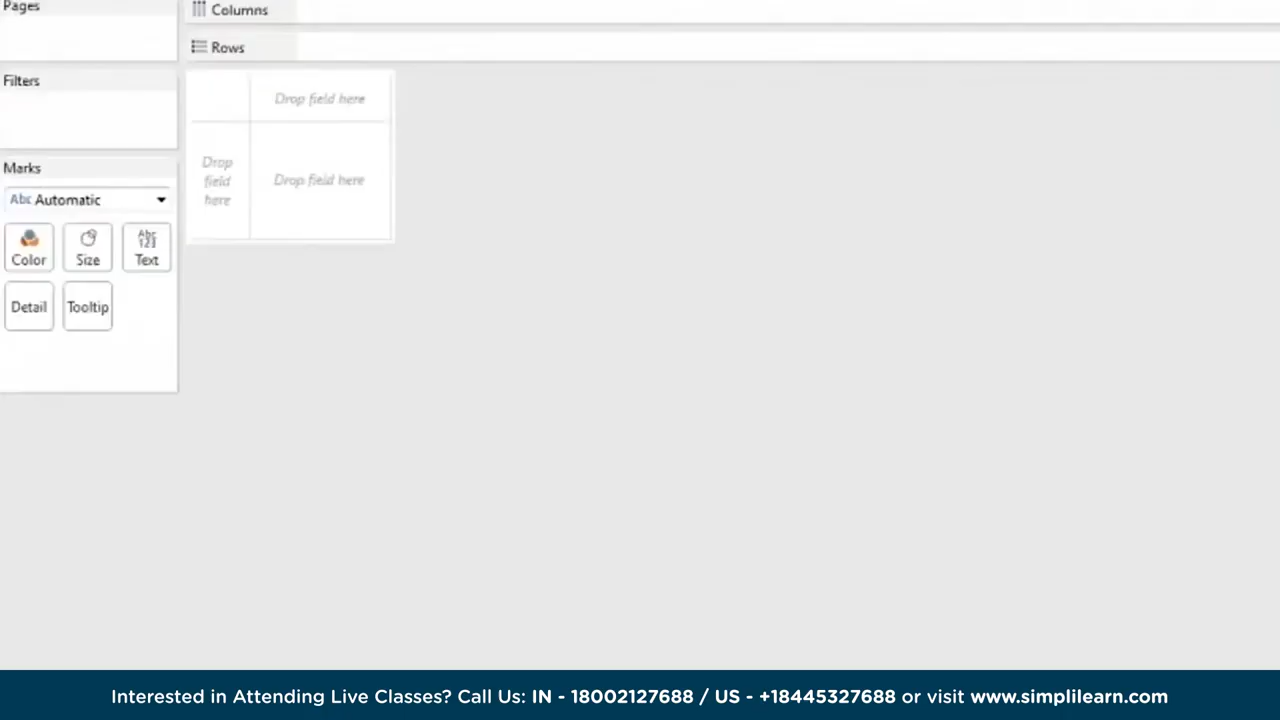 Pages
Columns
Rows
Filters
Drop field here
Drop
field
here
Drop field here
Marks
Abc Automatic
Color
Size
Abc
123
Text
Detail
Tooltip
Interested in Attending Live Classes? Call Us: IN - 18002127688 / US - +18445327688 or visit www.simplilearn.com